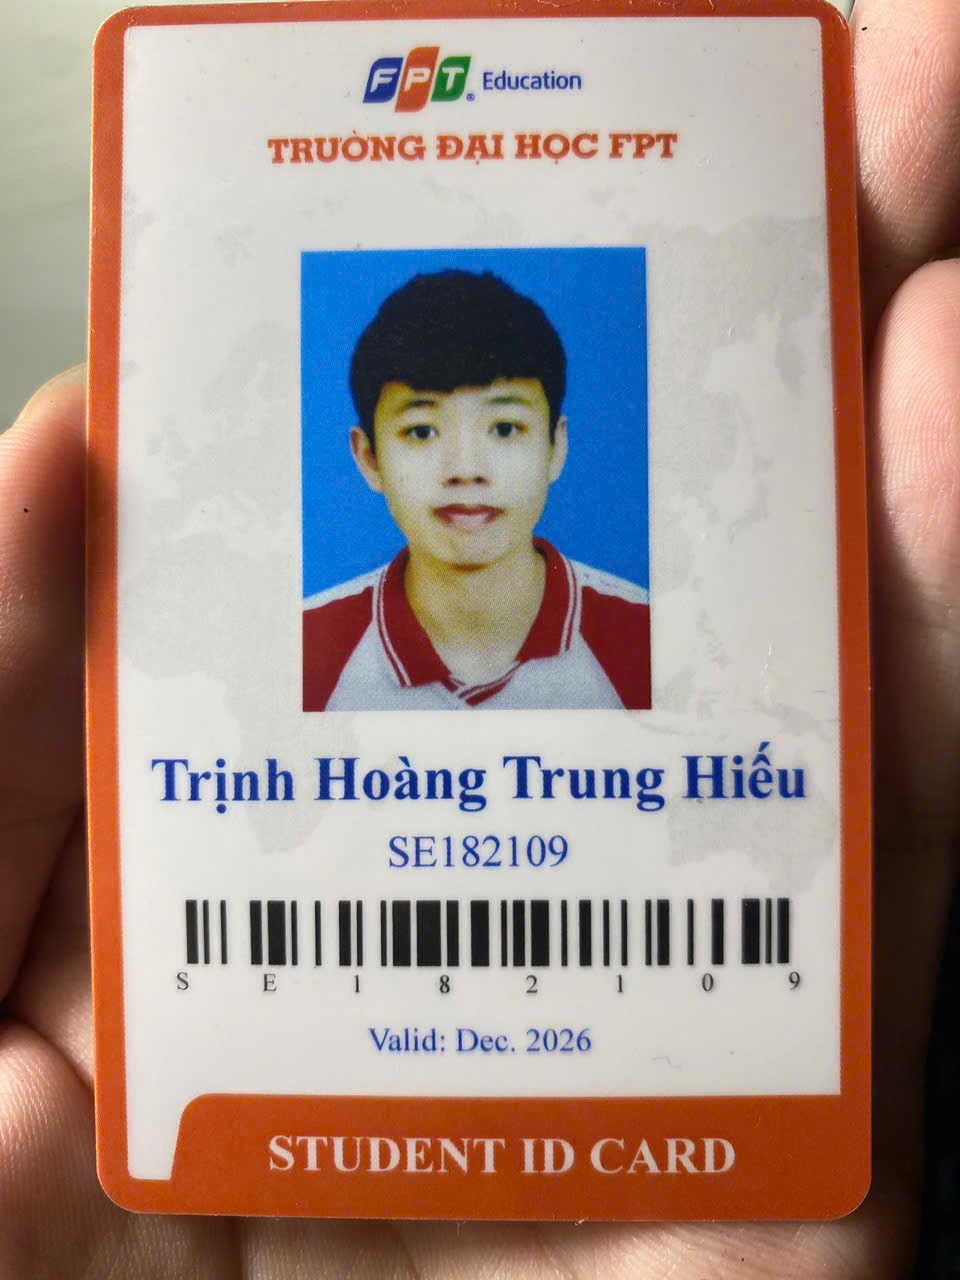 FPT® Education
TRƯỜNG ĐẠI HỌC FPT
Trịnh Hoàng Trung Hiếu
SE182109
S E 1 8 2 1 0 9
Valid: Dec. 2026
STUDENT ID CARD